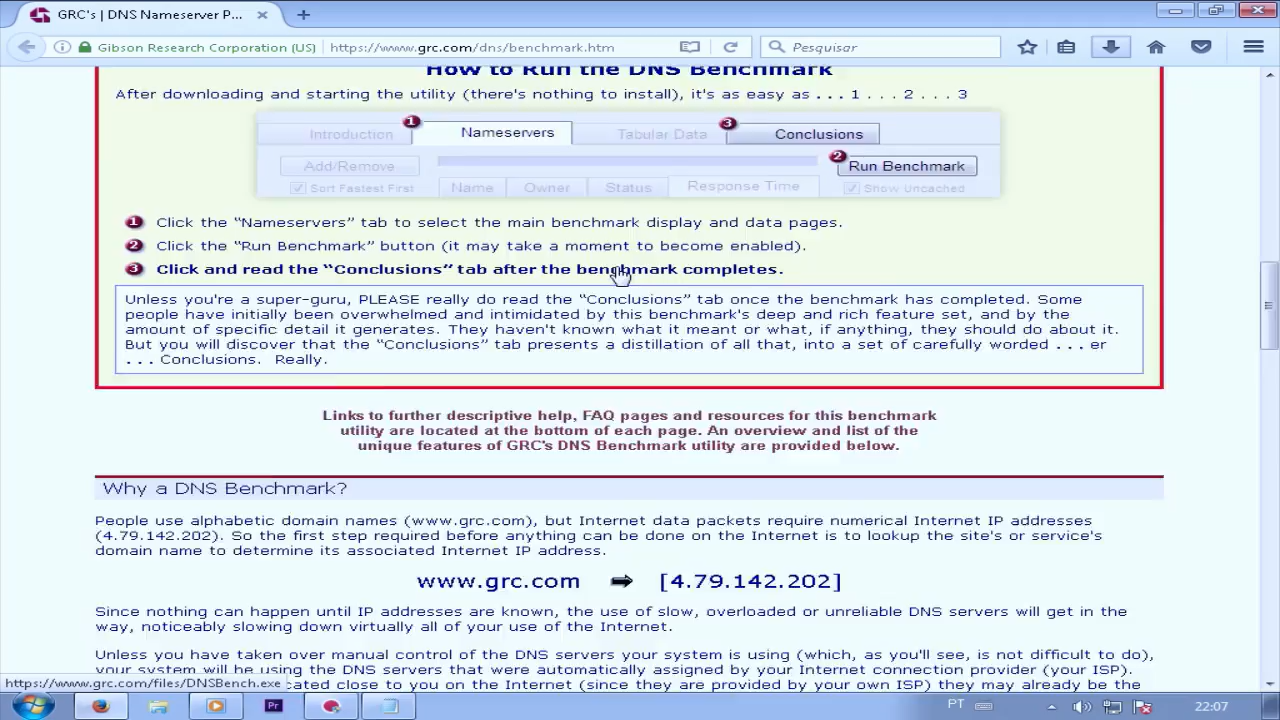 GRC's | DNS Nameserver P...
Gibson Research Corporation (US)
https://www.grc.com/dns/benchmark.htm
Pesquisar
How to Run the DNS Benchmark
After downloading and starting the utility (there's nothing to install), it's as easy as . . . 1 . . . 2 . . . 3
Introduction
1
Nameservers
Tabular Data
3
Conclusions
Add/Remove
2
Run Benchmark
Sort Fastest First
Name
Owner
Status
Response Time
Show Uncached
1 Click the “Nameservers” tab to select the main benchmark display and data pages.
2 Click the “Run Benchmark” button (it may take a moment to become enabled).
3 Click and read the “Conclusions” tab after the benchmark completes.
Unless you're a super-guru, PLEASE really do read the “Conclusions” tab once the benchmark has completed. Some
people have initially been overwhelmed and intimidated by this benchmark's deep and rich feature set, and by the
amount of specific detail it generates. They haven't known what it meant or what, if anything, they should do about it.
But you will discover that the “Conclusions” tab presents a distillation of all that, into a set of carefully worded . . . er
. . . Conclusions. Really.
Links to further descriptive help, FAQ pages and resources for this benchmark
utility are located at the bottom of each page. An overview and list of the
unique features of GRC's DNS Benchmark utility are provided below.
Why a DNS Benchmark?
People use alphabetic domain names (www.grc.com), but Internet data packets require numerical Internet IP addresses
(4.79.142.202). So the first step required before anything can be done on the Internet is to lookup the site's or service's
domain name to determine its associated Internet IP address.
www.grc.com ➡ [4.79.142.202]
Since nothing can happen until IP addresses are known, the use of slow, overloaded or unreliable DNS servers will get in the
way, noticeably slowing down virtually all of your use of the Internet.
Unless you have taken over manual control of the DNS servers your system is using (which, as you'll see, is not difficult to do),
your system will be using the DNS servers that were automatically assigned by your Internet connection provider (your ISP).
cated close to you on the Internet (since they are provided by your own ISP) they may already be the
https://www.grc.com/files/DNSBench.exe
Pr
PT
22:07